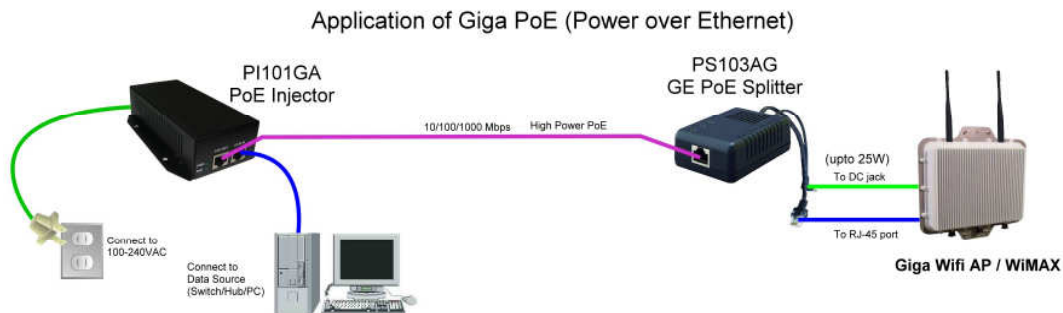 Application of Giga PoE (Power over Ethernet)
PI101GA
PoE Injector
PS103AG
GE PoE Splitter
10/100/1000 Mbps
High Power PoE
(upto 25W)
To DC jack
To RJ-45 port
Connect to
100-240VAC
Connect to
Data Source
(Switch/Hub/PC)
Giga Wifi AP / WiMAX